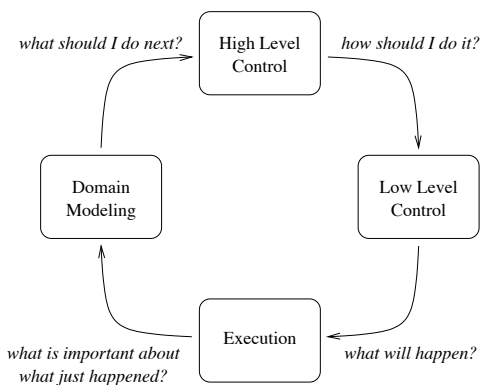 what should I do next?
High Level
Control
how should I do it?
Domain
Modeling
Low Level
Control
Execution
what is important about
what just happened?
what will happen?